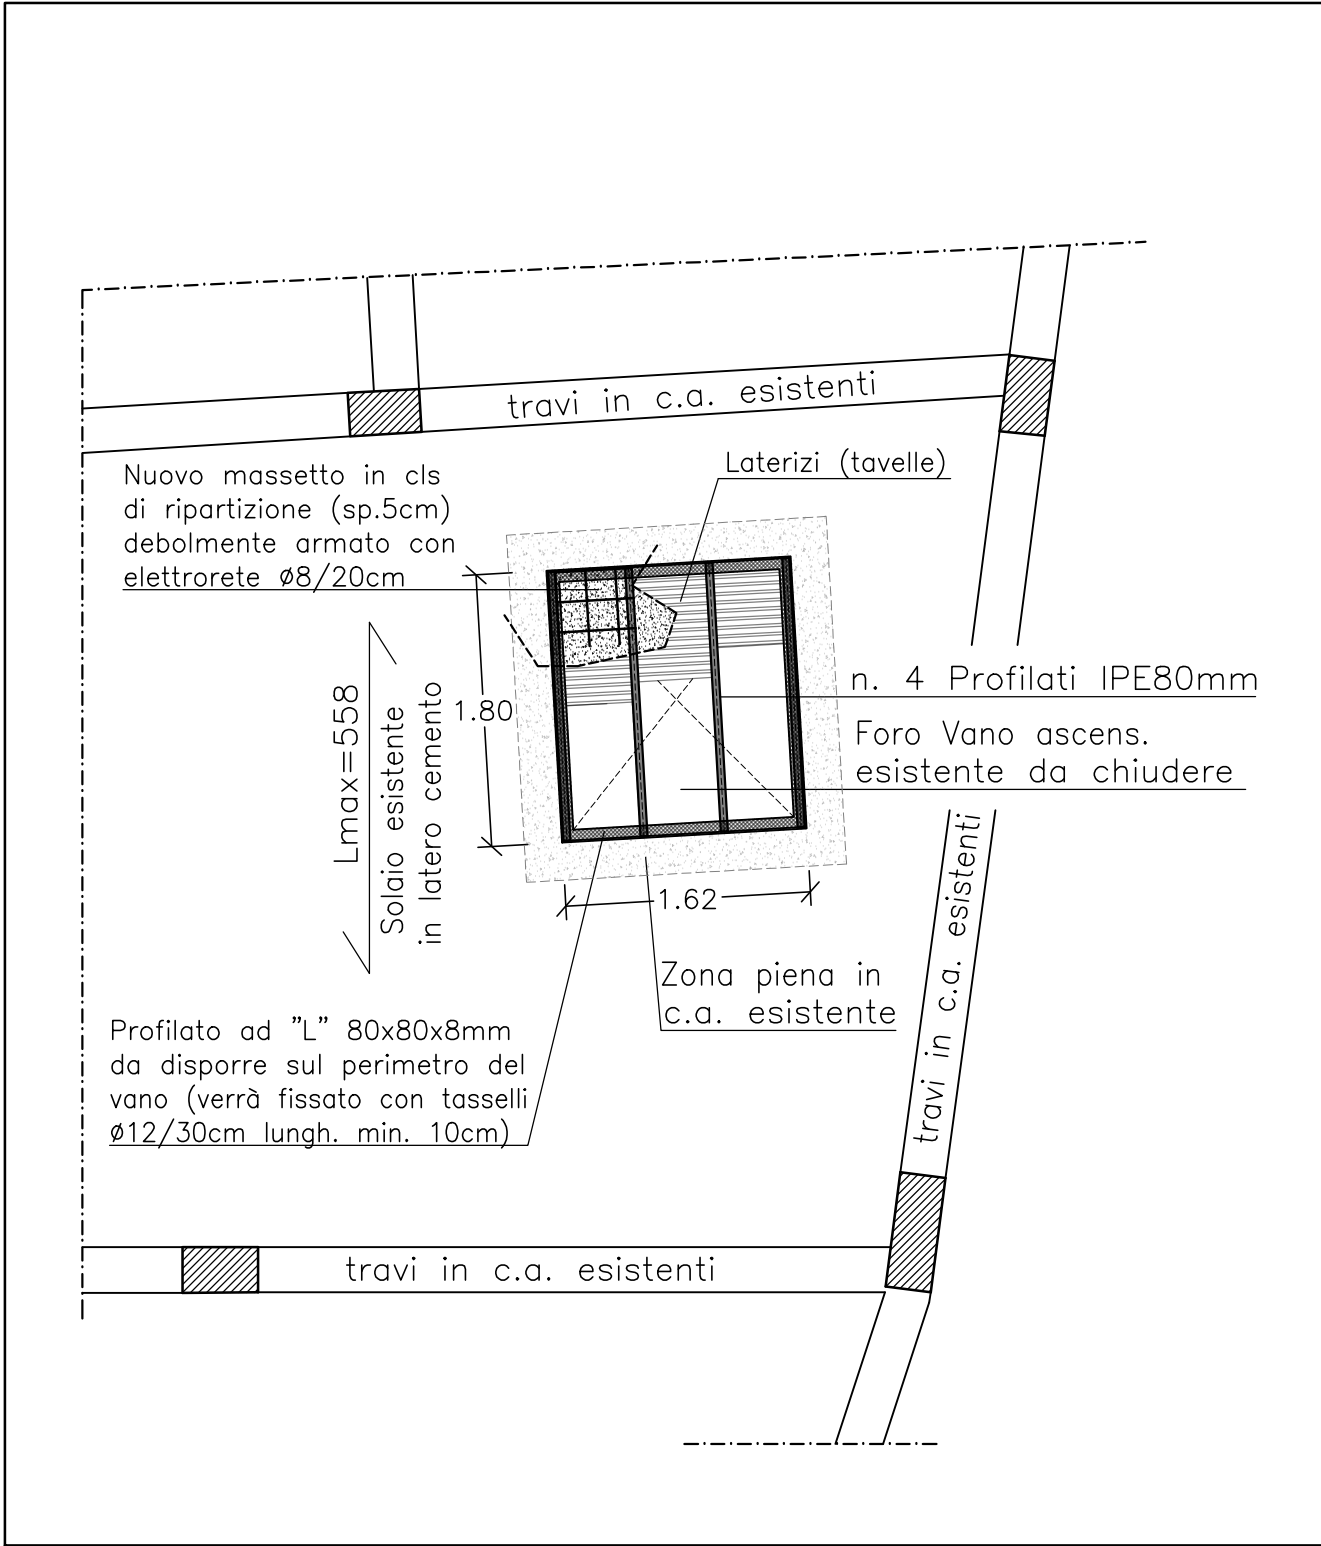 travi in c.a. esistenti
Nuovo massetto in cls
di ripartizione (sp.5cm)
debolmente armato con
elettrorete ø8/20cm
Laterizi (tavelle)
n. 4 Profilati IPE80mm
Foro Vano ascens.
esistente da chiudere
1.80
Lmax=558
Solaio esistente
in latero cemento
1.62
Zona piena in
c.a. esistente
travi in c.a. esistenti
Profilato ad "L" 80x80x8mm
da disporre sul perimetro del
vano (verrà fissato con tasselli
ø12/30cm lungh. min. 10cm)
travi in c.a. esistenti